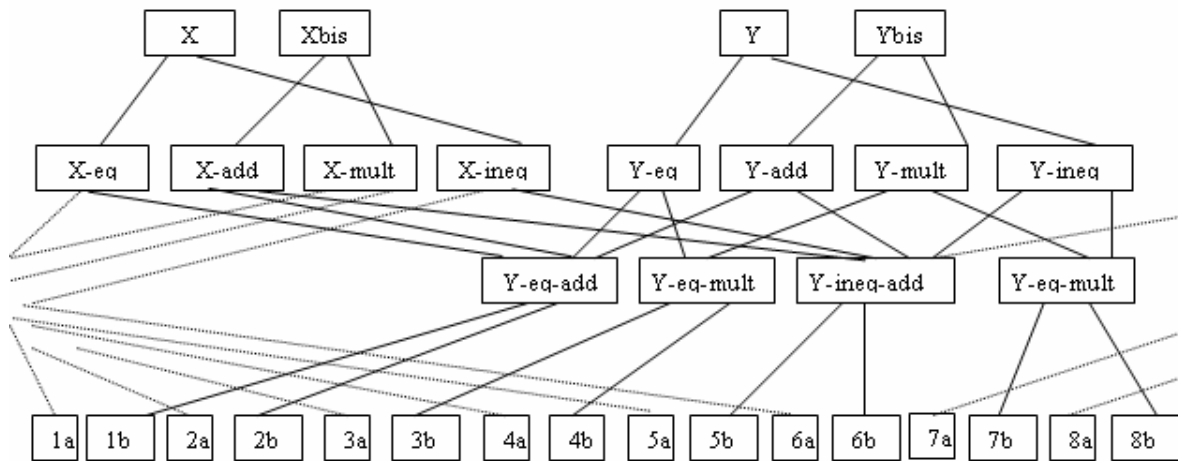 X Xbis Y Ybis
X-eq X-add X-mult X-ineq Y-eq Y-add Y-mult Y-ineq
Y-eq-add Y-eq-mult Y-ineq-add Y-eq-mult
1a 1b 2a 2b 3a 3b 4a 4b 5a 5b 6a 6b 7a 7b 8a 8b